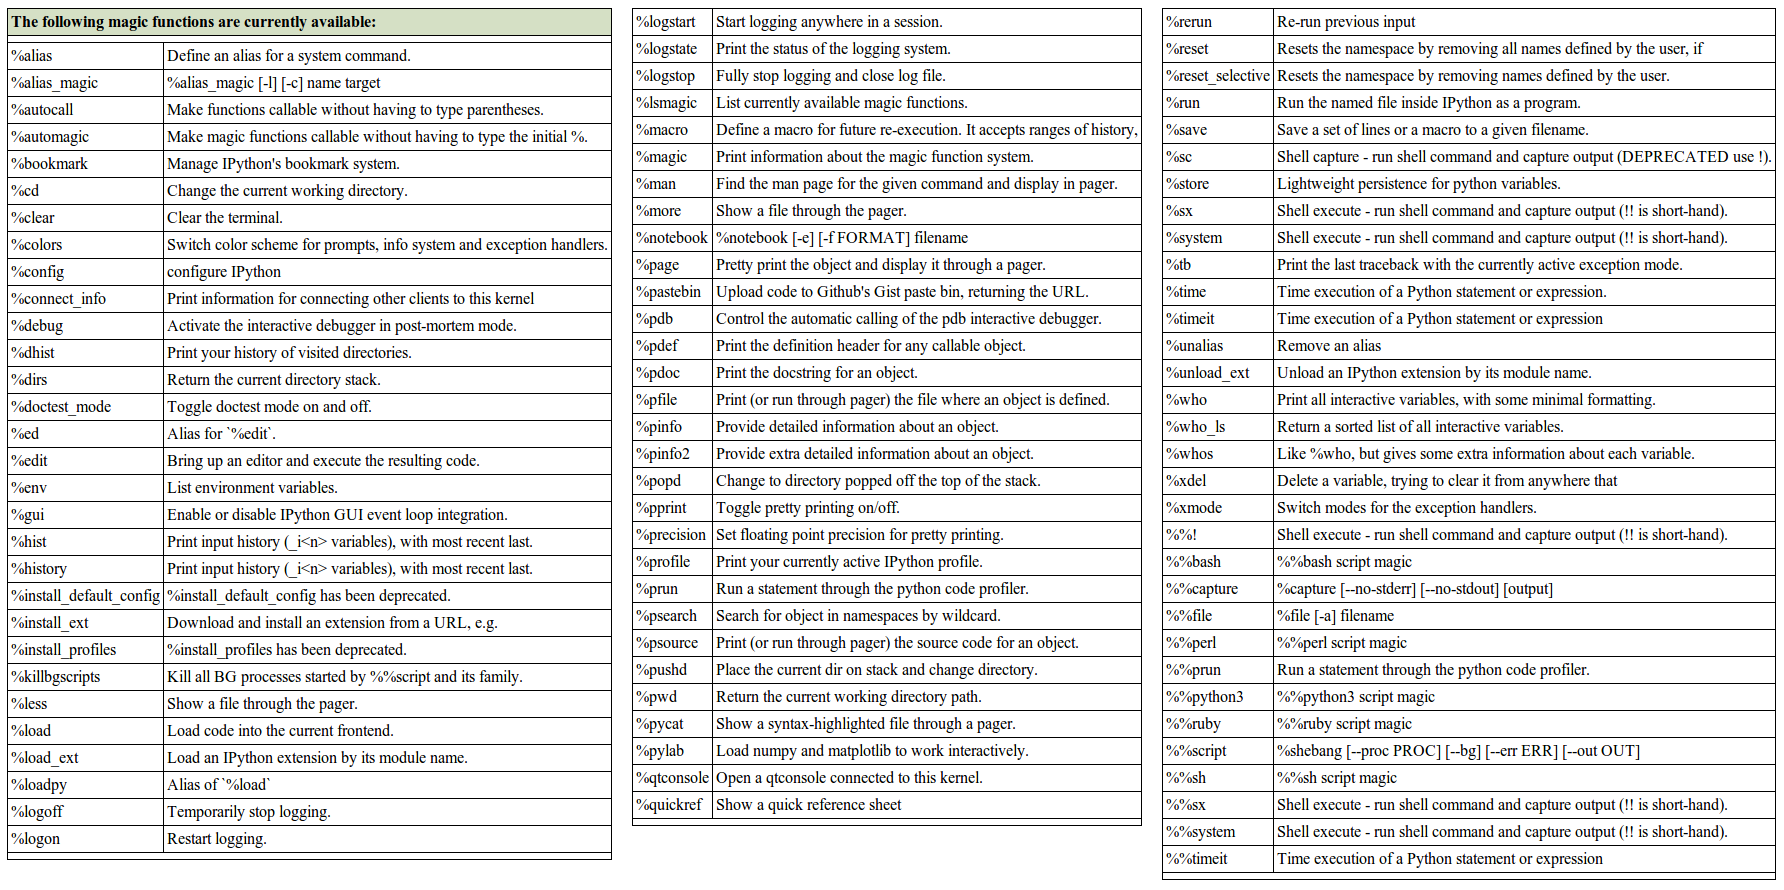 The following magic functions are currently available:
%alias Define an alias for a system command.
%alias_magic %alias_magic [-l] [-c] name target
%autocall Make functions callable without having to type parentheses.
%automagic Make magic functions callable without having to type the initial %.
%bookmark Manage IPython's bookmark system.
%cd Change the current working directory.
%clear Clear the terminal.
%colors Switch color scheme for prompts, info system and exception handlers.
%config configure IPython
%connect_info Print information for connecting other clients to this kernel
%debug Activate the interactive debugger in post-mortem mode.
%dhist Print your history of visited directories.
%dirs Return the current directory stack.
%doctest_mode Toggle doctest mode on and off.
%ed Alias for `%edit`.
%edit Bring up an editor and execute the resulting code.
%env List environment variables.
%gui Enable or disable IPython GUI event loop integration.
%hist Print input history (_i<n> variables), with most recent last.
%history Print input history (_i<n> variables), with most recent last.
%install_default_config %install_default_config has been deprecated.
%install_ext Download and install an extension from a URL, e.g.
%install_profiles %install_profiles has been deprecated.
%killbgscripts Kill all BG processes started by %%script and its family.
%less Show a file through the pager.
%load Load code into the current frontend.
%load_ext Load an IPython extension by its module name.
%loadpy Alias of `%load`
%logoff Temporarily stop logging.
%logon Restart logging.
%logstart Start logging anywhere in a session.
%logstate Print the status of the logging system.
%logstop Fully stop logging and close log file.
%lsmagic List currently available magic functions.
%macro Define a macro for future re-execution. It accepts ranges of history,
%magic Print information about the magic function system.
%man Find the man page for the given command and display in pager.
%more Show a file through the pager.
%notebook %notebook [-e] [-f FORMAT] filename
%page Pretty print the object and display it through a pager.
%pastebin Upload code to Github's Gist paste bin, returning the URL.
%pdb Control the automatic calling of the pdb interactive debugger.
%pdef Print the definition header for any callable object.
%pdoc Print the docstring for an object.
%pfile Print (or run through pager) the file where an object is defined.
%pinfo Provide detailed information about an object.
%pinfo2 Provide extra detailed information about an object.
%popd Change to directory popped off the top of the stack.
%pprint Toggle pretty printing on/off.
%precision Set floating point precision for pretty printing.
%profile Print your currently active IPython profile.
%prun Run a statement through the python code profiler.
%psearch Search for object in namespaces by wildcard.
%psource Print (or run through pager) the source code for an object.
%pushd Place the current dir on stack and change directory.
%pwd Return the current working directory path.
%pycat Show a syntax-highlighted file through a pager.
%pylab Load numpy and matplotlib to work interactively.
%qtconsole Open a qtconsole connected to this kernel.
%quickref Show a quick reference sheet
%rerun Re-run previous input
%reset Resets the namespace by removing all names defined by the user, if
%reset_selective Resets the namespace by removing names defined by the user.
%run Run the named file inside IPython as a program.
%save Save a set of lines or a macro to a given filename.
%sc Shell capture - run shell command and capture output (DEPRECATED use !).
%store Lightweight persistence for python variables.
%sx Shell execute - run shell command and capture output (!! is short-hand).
%system Shell execute - run shell command and capture output (!! is short-hand).
%tb Print the last traceback with the currently active exception mode.
%time Time execution of a Python statement or expression.
%timeit Time execution of a Python statement or expression
%unalias Remove an alias
%unload_ext Unload an IPython extension by its module name.
%who Print all interactive variables, with some minimal formatting.
%who_ls Return a sorted list of all interactive variables.
%whos Like %who, but gives some extra information about each variable.
%xdel Delete a variable, trying to clear it from anywhere that
%xmode Switch modes for the exception handlers.
%%! Shell execute - run shell command and capture output (!! is short-hand).
%%bash %%bash script magic
%%capture %capture [--no-stderr] [--no-stdout] [output]
%%file %file [-a] filename
%%perl %%perl script magic
%%prun Run a statement through the python code profiler.
%%python3 %%python3 script magic
%%ruby %%ruby script magic
%%script %shebang [--proc PROC] [--bg] [--err ERR] [--out OUT]
%%sh %%sh script magic
%%sx Shell execute - run shell command and capture output (!! is short-hand).
%%system Shell execute - run shell command and capture output (!! is short-hand).
%%timeit Time execution of a Python statement or expression